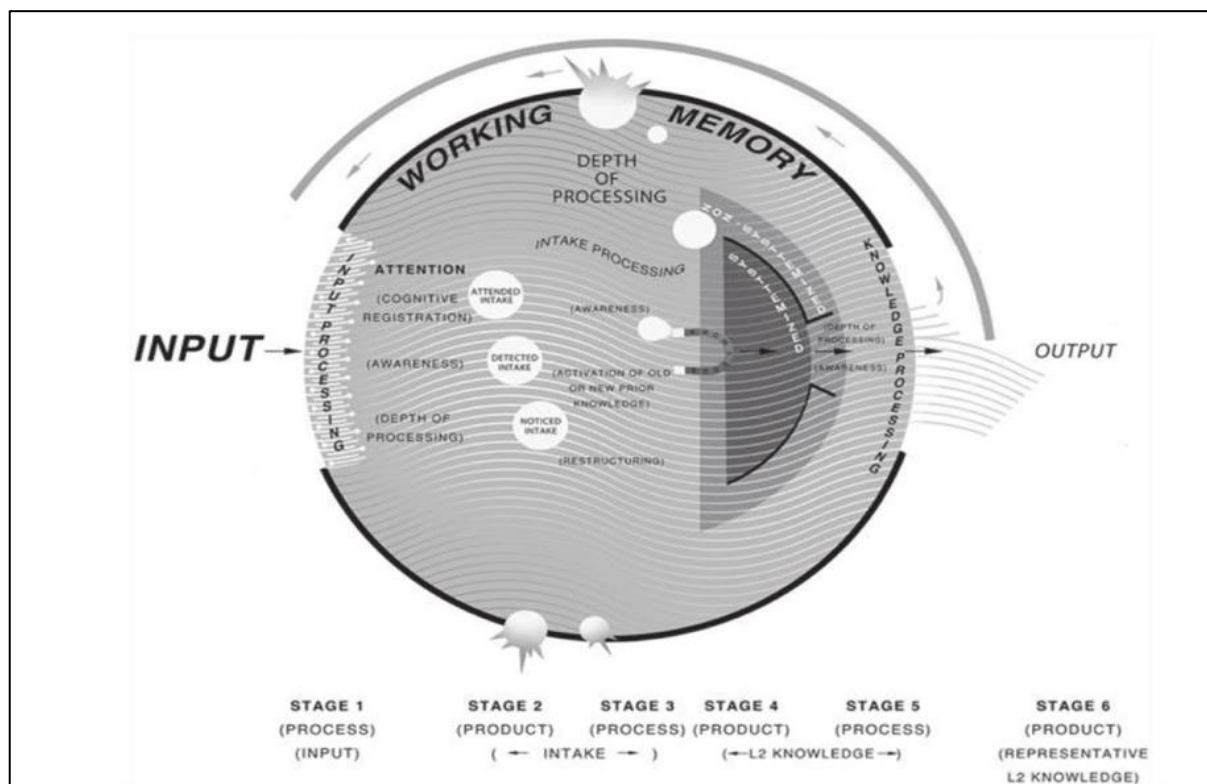 WORKING MEMORY
DEPTH
OF
PROCESSING
INTAKE PROCESSING
NON-SYSTEMIZED
SYSTEMIZED
INPUT
INPUT PROCESSING
ATTENTION
(COGNITIVE
REGISTRATION)
(AWARENESS)
(DEPTH OF
PROCESSING)
ATTENDED
INTAKE
DETECTED
INTAKE
NOTICED
INTAKE
(AWARENESS)
(ACTIVATION OF OLD
OR NEW PRIOR
KNOWLEDGE)
(RESTRUCTURING)
(DEPTH OF
PROCESSING)
(AWARENESS)
KNOWLEDGE PROCESSING
OUTPUT
STAGE 1
(PROCESS)
(INPUT)
STAGE 2
(PRODUCT)
STAGE 3
(PROCESS)
( ← INTAKE → )
STAGE 4
(PRODUCT)
STAGE 5
(PROCESS)
(←L2 KNOWLEDGE→)
STAGE 6
(PRODUCT)
(REPRESENTATIVE
L2 KNOWLEDGE)